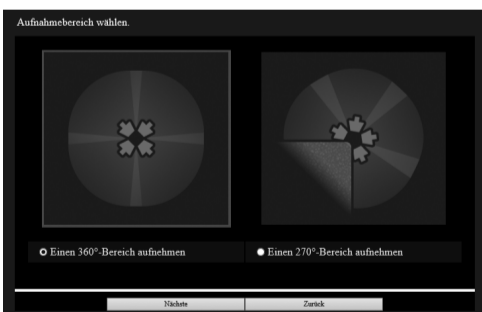 Aufnahmebereich wählen.
Einen 360°-Bereich aufnehmen
Einen 270°-Bereich aufnehmen
Nächste
Zurück